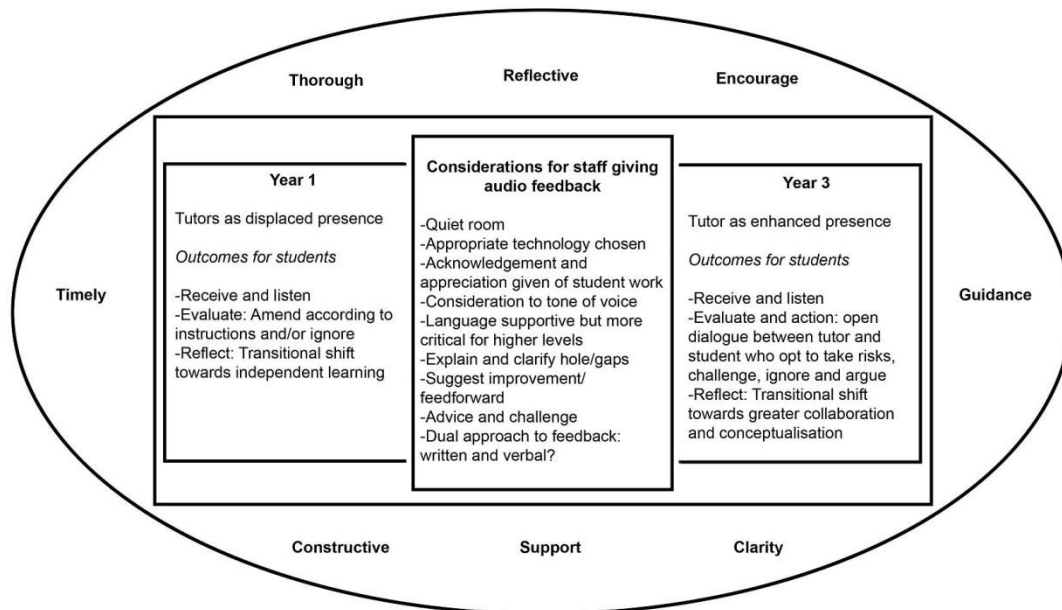 Thorough
Reflective
Encourage
Timely
Year 1
Tutors as displaced presence
Outcomes for students
-Receive and listen
-Evaluate: Amend according to
instructions and/or ignore
-Reflect: Transitional shift
towards independent learning
Considerations for staff giving
audio feedback
-Quiet room
-Appropriate technology chosen
-Acknowledgement and
appreciation given of student work
-Consideration to tone of voice
-Language supportive but more
critical for higher levels
-Explain and clarify hole/gaps
-Suggest improvement/
feedforward
-Advice and challenge
-Dual approach to feedback:
written and verbal?
Year 3
Tutor as enhanced presence
Outcomes for students
-Receive and listen
-Evaluate and action: open
dialogue between tutor and
student who opt to take risks,
challenge, ignore and argue
-Reflect: Transitional shift
towards greater collaboration
and conceptualisation
Guidance
Constructive
Support
Clarity